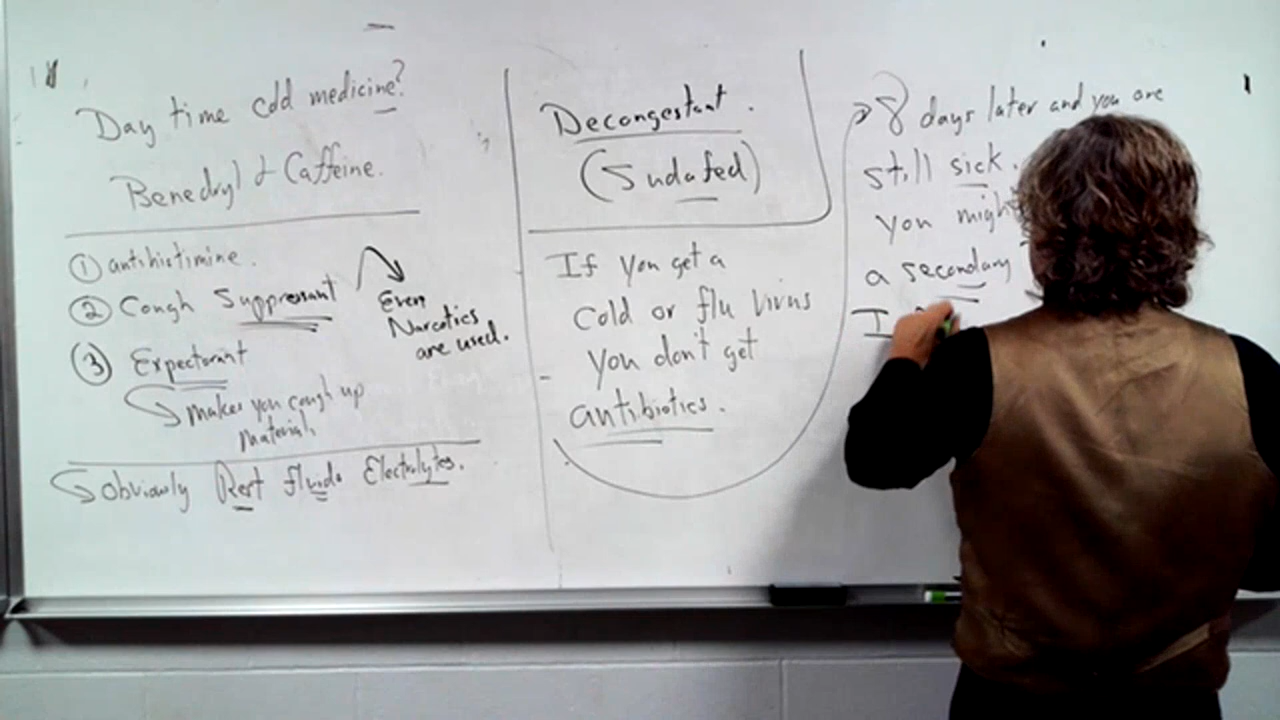 Day time cold medicine?
Benedryl & Caffeine.
① antihistimine.
② Cough Suppressant
Even
Narcotics
are used.
③ Expectorant
makes you cough up
material,
Obviously Rest fluids Electrolytes.
Decongestant.
(Sudafed)
If you get a
cold or flu virus
you don't get
antibiotics.
8 days later and you are
still sick.
you might
a secondary
I